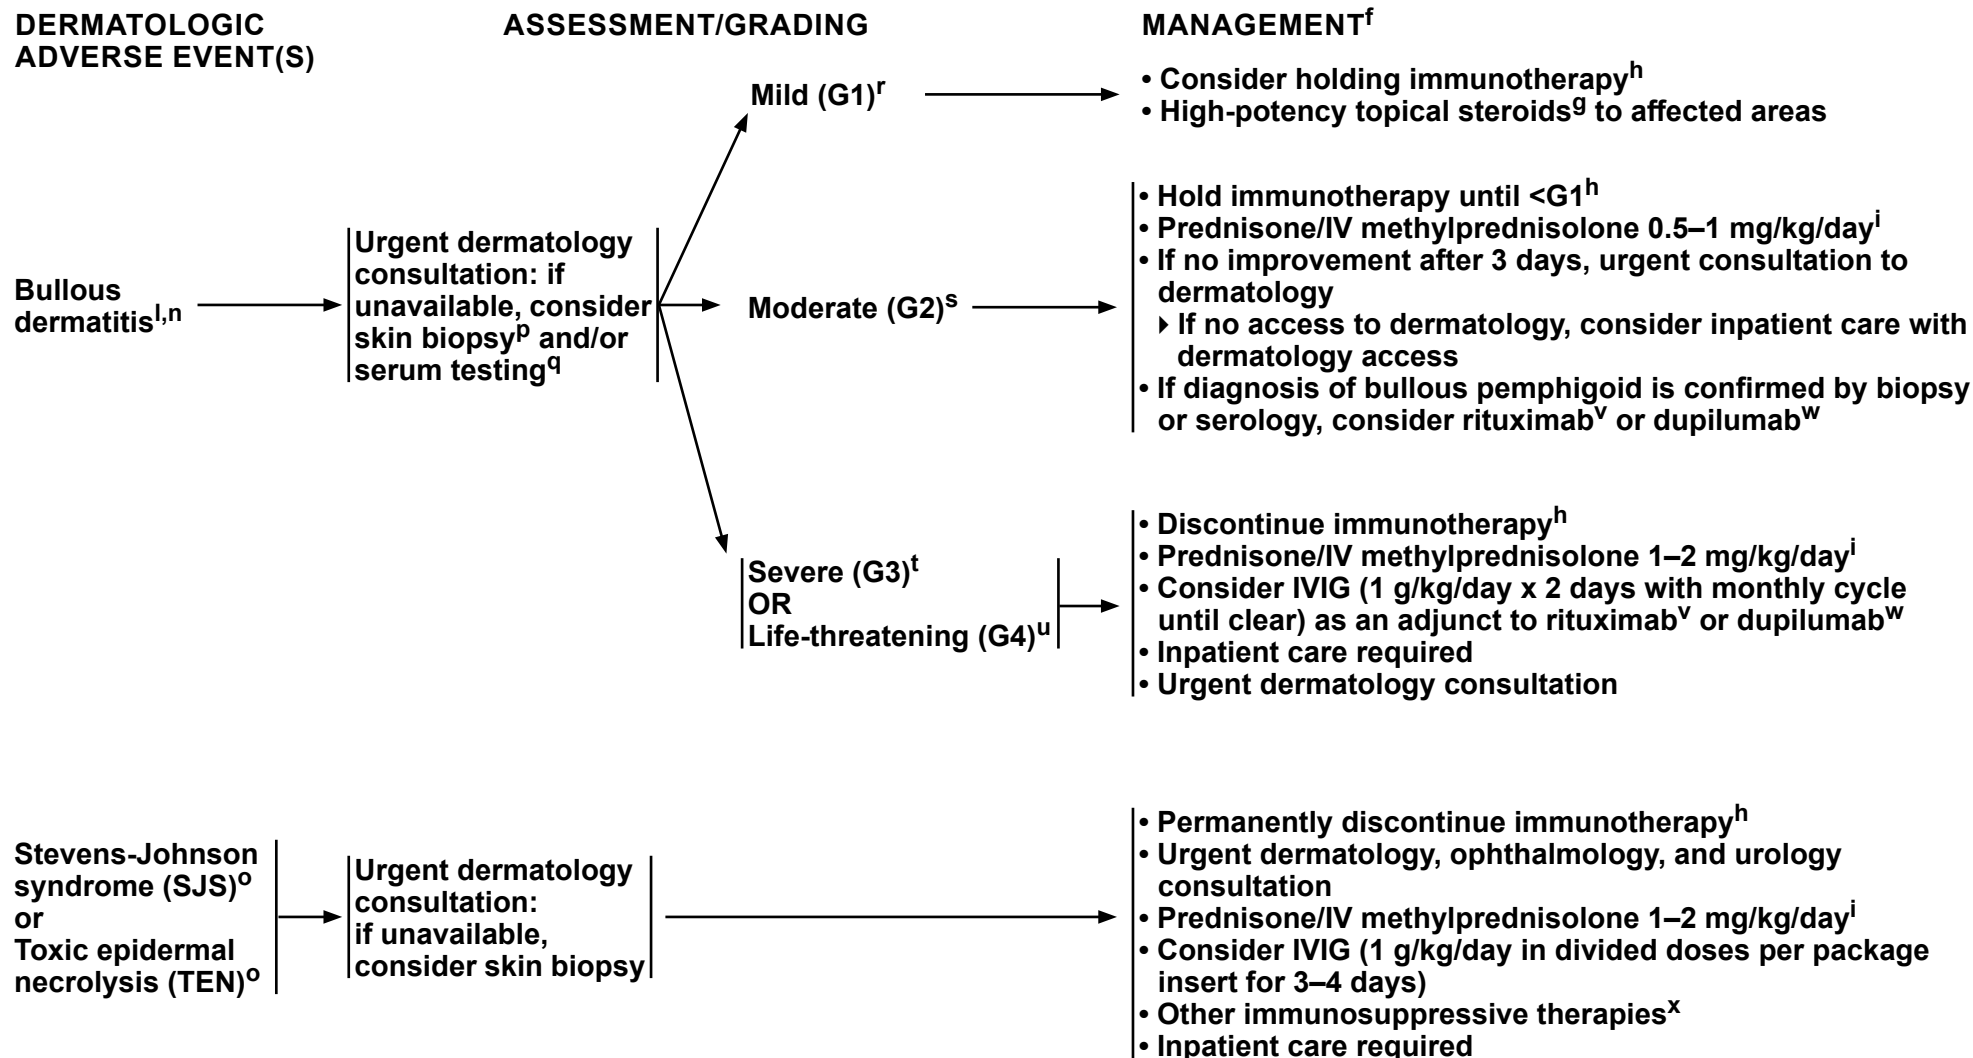 DERMATOLOGIC
ADVERSE EVENT(S)
ASSESSMENT/GRADING
MANAGEMENTf
Bullous
dermatitisl,n
Urgent dermatology
consultation: if
unavailable, consider
skin biopsyp and/or
serum testingq
Mild (G1)r
• Consider holding immunotherapyh
• High-potency topical steroidsg to affected areas
Moderate (G2)s
• Hold immunotherapy until <G1h
• Prednisone/IV methylprednisolone 0.5–1 mg/kg/dayi
• If no improvement after 3 days, urgent consultation to
dermatology
▸ If no access to dermatology, consider inpatient care with
dermatology access
• If diagnosis of bullous pemphigoid is confirmed by biopsy
or serology, consider rituximabv or dupilumabw
Severe (G3)t
OR
Life-threatening (G4)u
• Discontinue immunotherapyh
• Prednisone/IV methylprednisolone 1–2 mg/kg/dayi
• Consider IVIG (1 g/kg/day x 2 days with monthly cycle
until clear) as an adjunct to rituximabv or dupilumabw
• Inpatient care required
• Urgent dermatology consultation
Stevens-Johnson
syndrome (SJS)o
or
Toxic epidermal
necrolysis (TEN)o
Urgent dermatology
consultation:
if unavailable,
consider skin biopsy
• Permanently discontinue immunotherapyh
• Urgent dermatology, ophthalmology, and urology
consultation
• Prednisone/IV methylprednisolone 1–2 mg/kg/dayi
• Consider IVIG (1 g/kg/day in divided doses per package
insert for 3–4 days)
• Other immunosuppressive therapiesx
• Inpatient care required